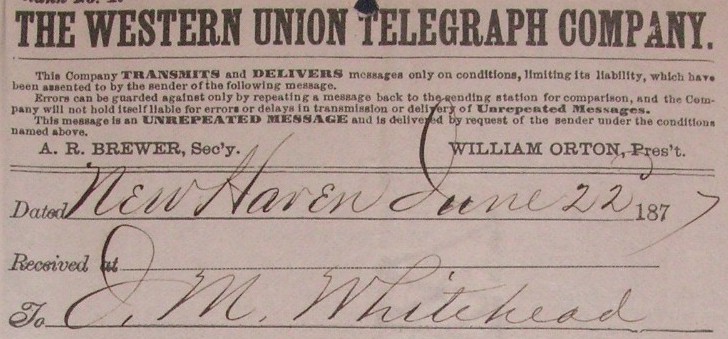 THE WESTERN UNION TELEGRAPH COMPANY.
This Company TRANSMITS and DELIVERS messages only on conditions, limiting its liability, which have
been assented to by the sender of the following message.
Errors can be guarded against only by repeating a message back to the sending station for comparison, and the Com-
pany will not hold itself liable for errors or delays in transmission or delivery of Unrepeated Messages.
This message is an UNREPEATED MESSAGE and is delivered by request of the sender under the conditions
named above.
A. R. BREWER, Sec'y. WILLIAM ORTON, Pres't.
Dated New Haven June 22 1877
Received at
To J. M. Whitehead